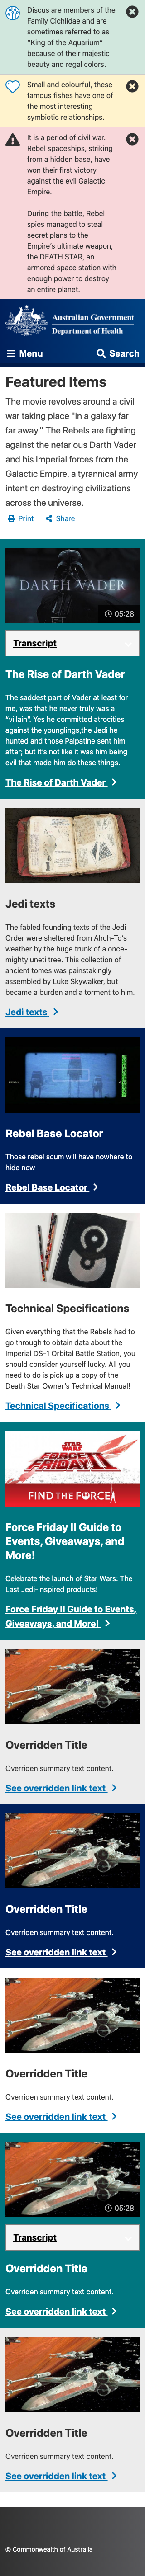 Discus are members of the
Family Cichlidae and are
sometimes referred to as
“King of the Aquarium”
because of their majestic
beauty and regal colors.
Small and colourful, these
famous fishes have one of
the most interesting
symbiotic relationships.
It is a period of civil war.
Rebel spaceships, striking
from a hidden base, have
won their first victory
against the evil Galactic
Empire.
During the battle, Rebel
spies managed to steal
secret plans to the
Empire's ultimate weapon,
the DEATH STAR, an
armored space station with
enough power to destroy
an entire planet.
Australian Government
Department of Health
Menu
Search
Featured Items
The movie revolves around a civil
war taking place "in a galaxy far
far away." The Rebels are fighting
against the nefarious Darth Vader
and his Imperial forces from the
Galactic Empire, a tyrannical army
intent on destroying civilizations
across the universe.
Print
Share
DARTH VADER
05:28
Transcript
The Rise of Darth Vader
The saddest part of Vader at least for
me, was that he never truly was a
“villain”. Yes he committed atrocities
against the younglings,the Jedi he
hunted and those Palpatine sent him
after; but it's not like it was him being
evil that made him do these things.
The Rise of Darth Vader
Jedi texts
The fabled founding texts of the Jedi
Order were sheltered from Ahch-To's
weather by the huge trunk of a once-
mighty uneti tree. This collection of
ancient texts was painstakingly
assembled by Luke Skywalker, but
became a burden and a torment to him.
Jedi texts
Rebel Base Locator
Those rebel scum will have nowhere to
hide now
Rebel Base Locator
Technical Specifications
Given everything that the Rebels had to
go through to obtain data about the
Imperial DS-1 Orbital Battle Station, you
should consider yourself lucky. All you
need to do is pick up a copy of the
Death Star Owner's Technical Manual!
Technical Specifications
STAR
WARS
FORCE
FRIDAY II
FIND THE FORCE
Force Friday II Guide to
Events, Giveaways, and
More!
Celebrate the launch of Star Wars: The
Last Jedi-inspired products!
Force Friday II Guide to Events,
Giveaways, and More!
Overridden Title
Overriden summary text content.
See overridden link text
Overridden Title
Overriden summary text content.
See overridden link text
Overridden Title
Overriden summary text content.
See overridden link text
05:28
Transcript
Overridden Title
Overriden summary text content.
See overridden link text
Overridden Title
Overriden summary text content.
See overridden link text
© Commonwealth of Australia